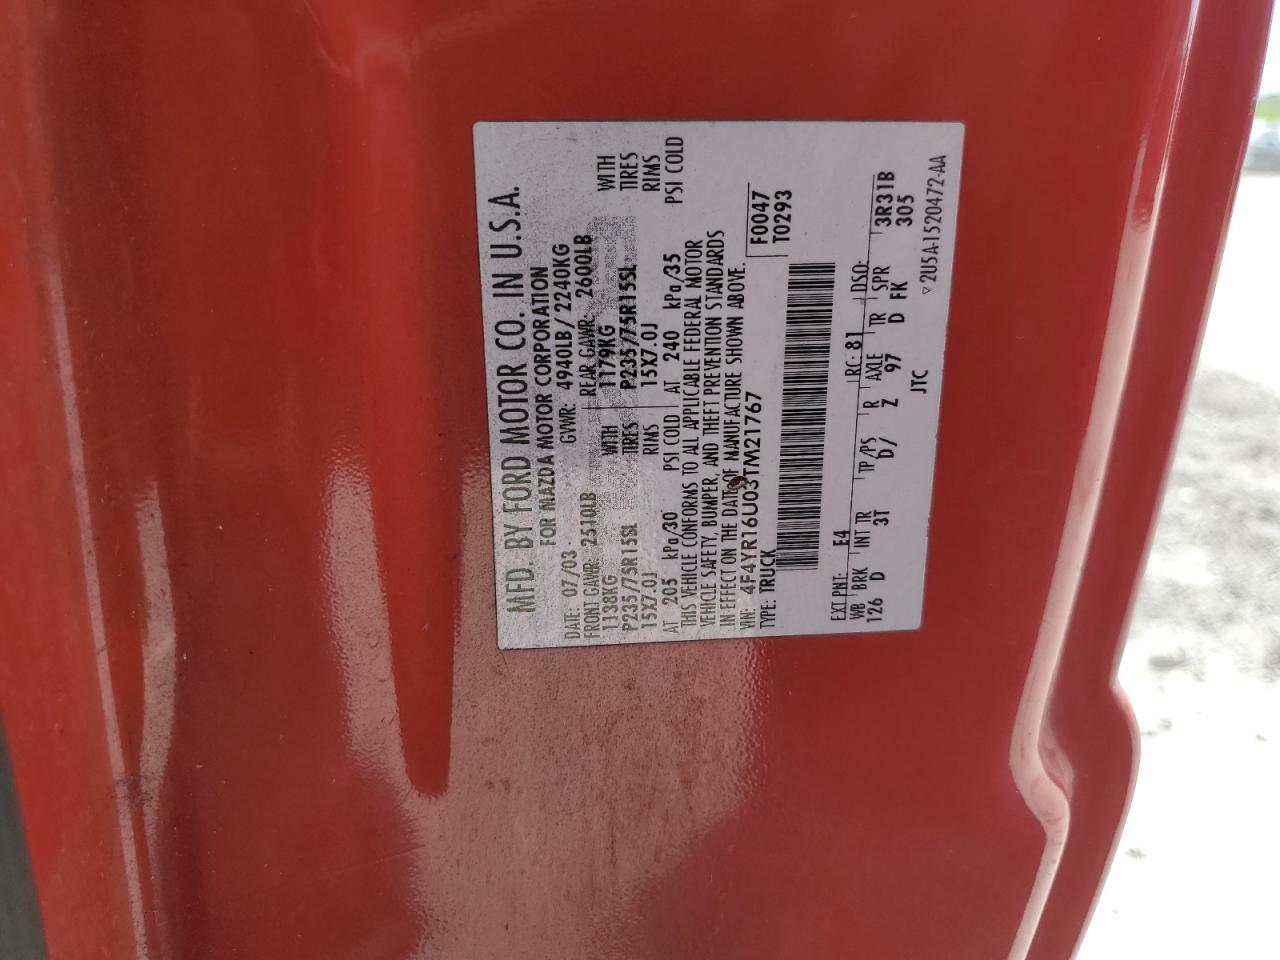 MFD. BY FORD MOTOR CO. IN U.S.A.
FOR MAZDA MOTOR CORPORATION
DATE: 07/03 GVWR: 4940LB/ 2240KG
FRONT GAWR: 2510LB REAR GAWR: 2600LB
1138KG WITH 1179KG WITH
P235/75R15SL TIRES P235/75R15SL TIRES
15X7.0J RIMS 15X7.0J RIMS
AT 205 kPa/30 PSI COLD AT 240 kPa/35 PSI COLD
THIS VEHICLE CONFORMS TO ALL APPLICABLE FEDERAL MOTOR
VEHICLE SAFETY, BUMPER, AND THEFT PREVENTION STANDARDS
IN EFFECT ON THE DATE OF MANUFACTURE SHOWN ABOVE.
VIN: 4F4YR16U03TM21767 F0047
TYPE: TRUCK T0293
EXT PNT: E4 RC: 81 DSO:
WB BRK INT TR TP/PS R AXLE TR SPR 3R31B
126 D 3T D/ Z 97 D FK 305
JTC
▽2U5A-1520472-AA